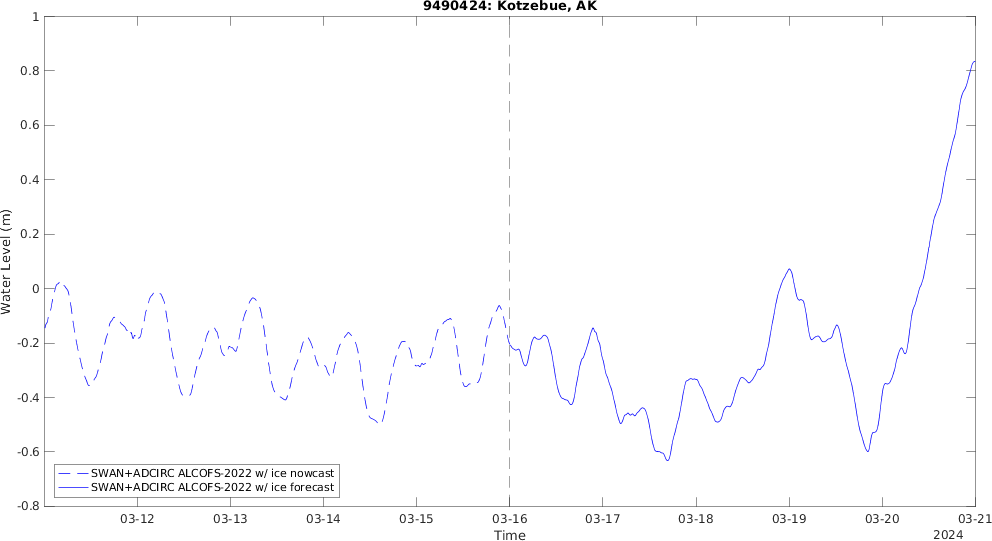 9490424: Kotzebue, AK
1
0.8
0.6
0.4
0.2
0
-0.2
-0.4
-0.6
-0.8
Water Level (m)
SWAN+ADCIRC ALCOFS-2022 w/ ice nowcast
SWAN+ADCIRC ALCOFS-2022 w/ ice forecast
03-12 03-13 03-14 03-15 03-16 03-17 03-18 03-19 03-20 03-21
Time
2024